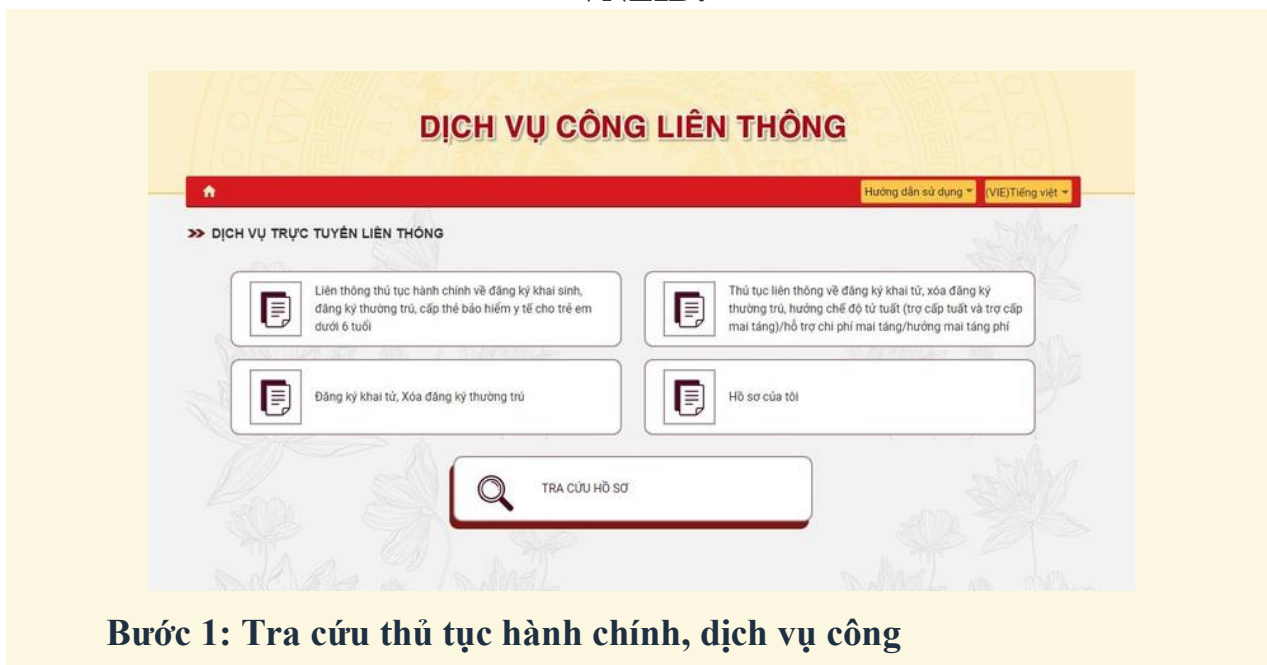 DỊCH VỤ CÔNG LIÊN THÔNG
Hướng dẫn sử dụng
(VIE)Tiếng việt
DỊCH VỤ TRỰC TUYẾN LIÊN THÔNG
Liên thông thủ tục hành chính về đăng ký khai sinh,
đăng ký thường trú, cấp thẻ bảo hiểm y tế cho trẻ em
dưới 6 tuổi
Thủ tục liên thông về đăng ký khai tử, xóa đăng ký
thường trú, hưởng chế độ tử tuất (trợ cấp tuất và trợ cấp
mai táng)/hỗ trợ chi phí mai táng/hưởng mai táng phí
Đăng ký khai tử, Xóa đăng ký thường trú
Hồ sơ của tôi
TRA CỨU HỒ SƠ
Bước 1: Tra cứu thủ tục hành chính, dịch vụ công